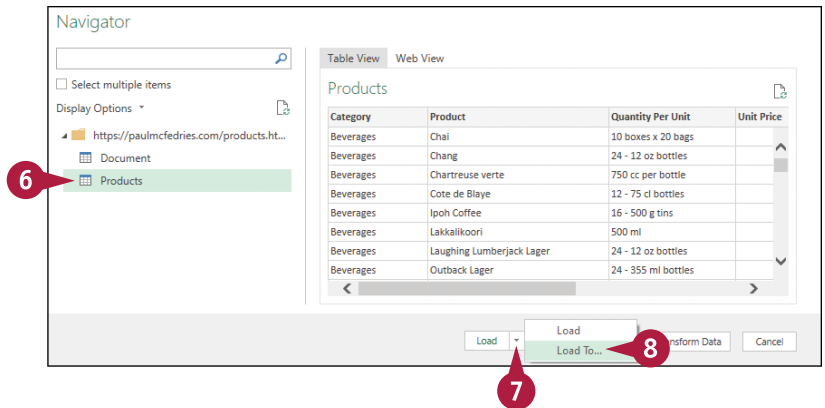 Navigator
Select multiple items
Display Options
https://paulmcfedries.com/products.ht...
Document
Products
Table View Web View
Products
Category Product Quantity Per Unit Unit Price
Beverages Chai 10 boxes x 20 bags
Beverages Chang 24 - 12 oz bottles
Beverages Chartreuse verte 750 cc per bottle
Beverages Cote de Blaye 12 - 75 cl bottles
Beverages Ipoh Coffee 16 - 500 g tins
Beverages Lakkalikoori 500 ml
Beverages Laughing Lumberjack Lager 24 - 12 oz bottles
Beverages Outback Lager 24 - 355 ml bottles
Load
Load
Load To...
nsform Data
Cancel
6
7
8